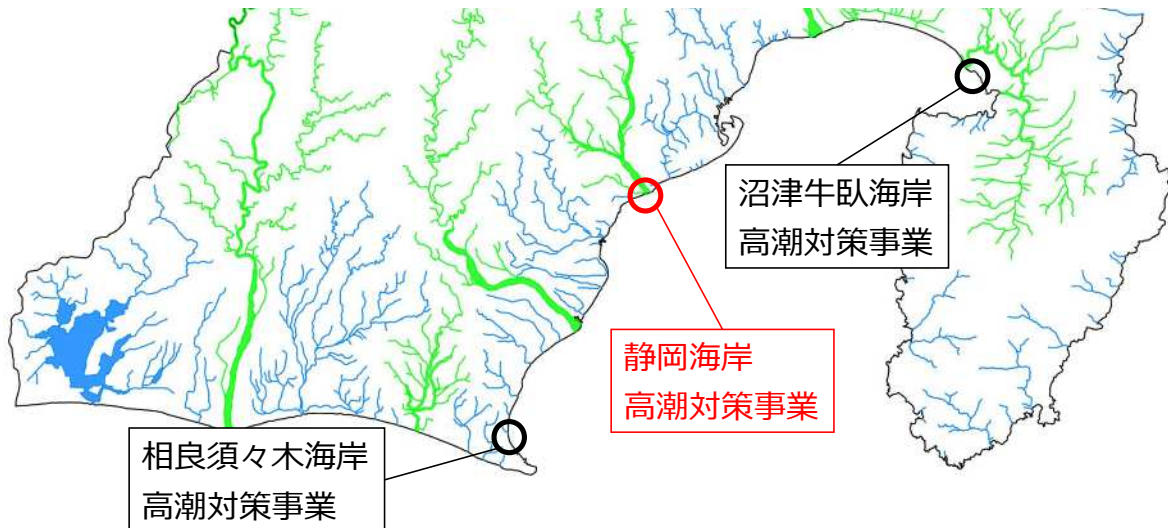 沼津牛臥海岸
高潮対策事業
静岡海岸
高潮対策事業
相良須々木海岸
高潮対策事業